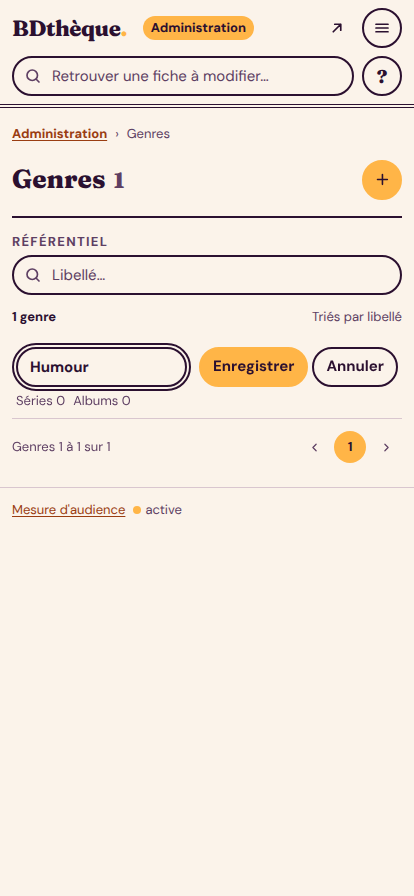 BDthèque.
Administration
Retrouver une fiche à modifier…
?
Administration › Genres
Genres 1
+
RÉFÉRENTIEL
Libellé…
1 genre
Triés par libellé
Humour
Enregistrer
Annuler
Séries 0 Albums 0
Genres 1 à 1 sur 1
‹ 1 ›
Mesure d'audience
active